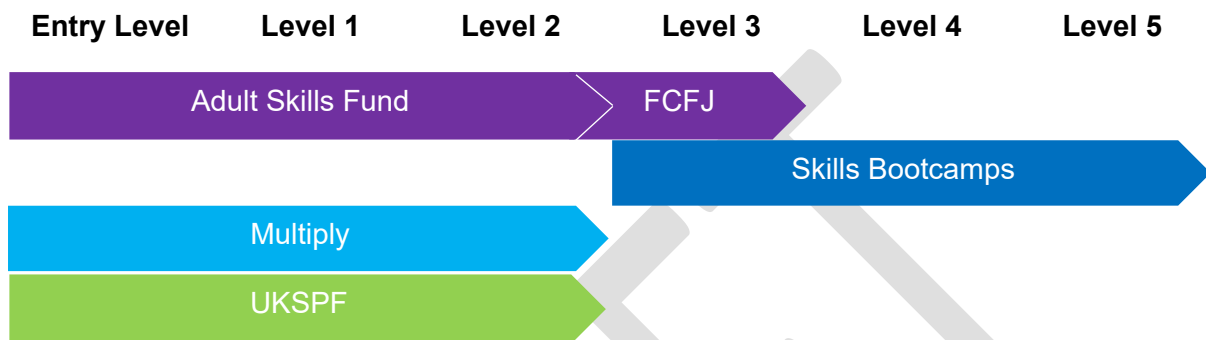 Entry Level Level 1 Level 2 Level 3 Level 4 Level 5
Adult Skills Fund FCFJ
Skills Bootcamps
Multiply
UKSPF